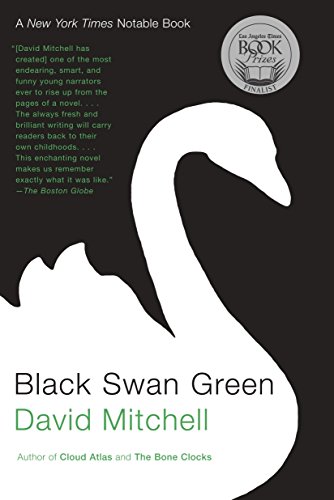 A New York Times Notable Book
Los Angeles Times
BOOK
Prizes
FINALIST
"[David Mitchell has
created] one of the most
endearing, smart, and
funny young narrators
ever to rise up from the
pages of a novel. . . .
The always fresh and
brilliant writing will carry
readers back to their
own childhoods. . . .
This enchanting novel
makes us remember
exactly what it was like."
—The Boston Globe
Black Swan Green
David Mitchell
Author of Cloud Atlas and The Bone Clocks